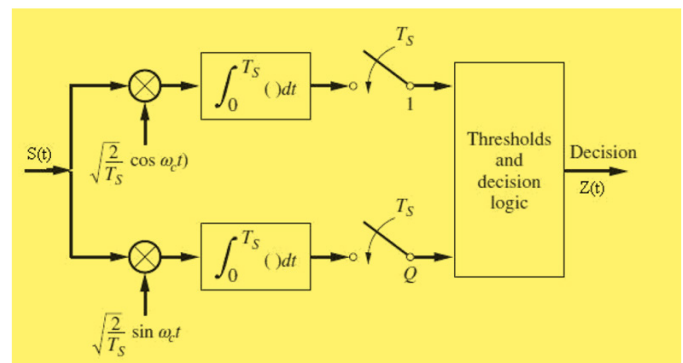 T_S
∫_0^{T_S} ( )dt
1
S(t)
√(2/T_S) cos ω_c t)
Thresholds
and
decision
logic
Decision
Z(t)
T_S
∫_0^{T_S} ( )dt
Q
√(2/T_S) sin ω_c t